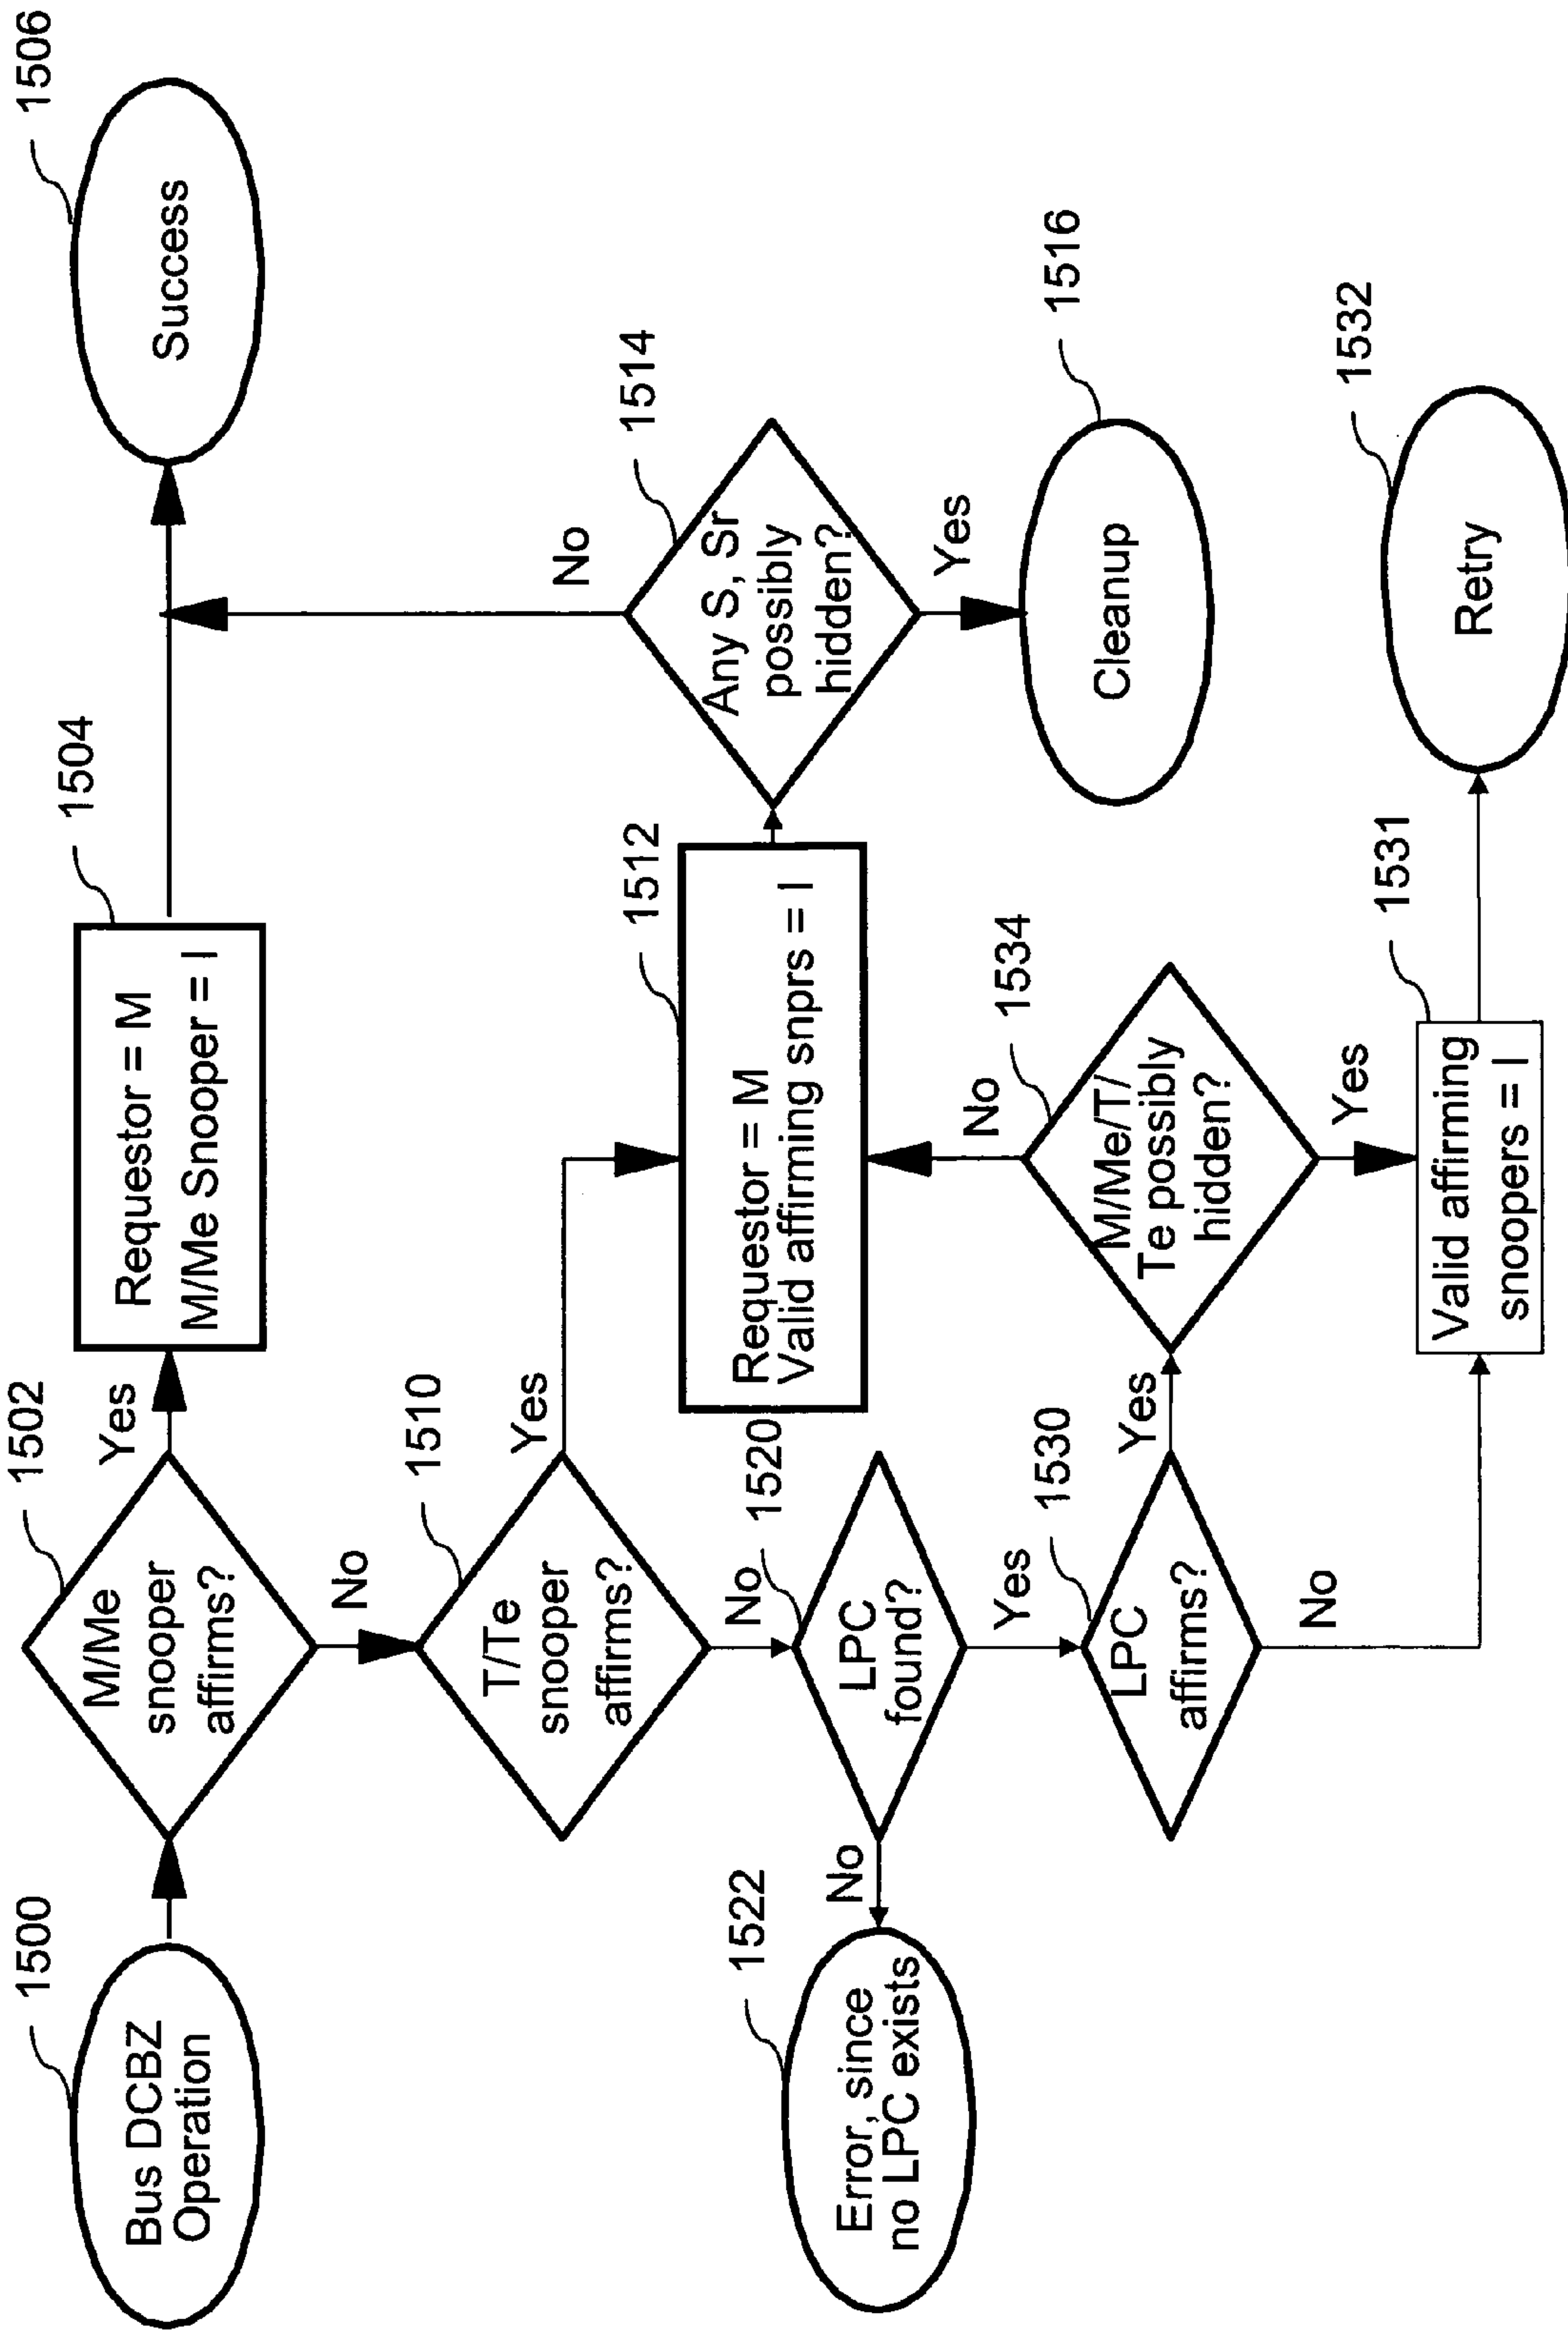 1500
Bus DCBZ
Operation
1502
M/Me
snooper
affirms?
Yes
No
1504
Requestor = M
M/Me Snooper = I
1506
Success
1510
T/Te
snooper
affirms?
Yes
No
1512
Requestor = M
Valid affirming snprs = I
1514
Any S, Sr
possibly
hidden?
No
Yes
1516
Cleanup
1520
LPC
found?
No
Yes
1522
Error, since
no LPC exists
1530
LPC
affirms?
Yes
No
1534
M/Me/T/
Te possibly
hidden?
No
Yes
1531
Valid affirming
snoopers = I
1532
Retry